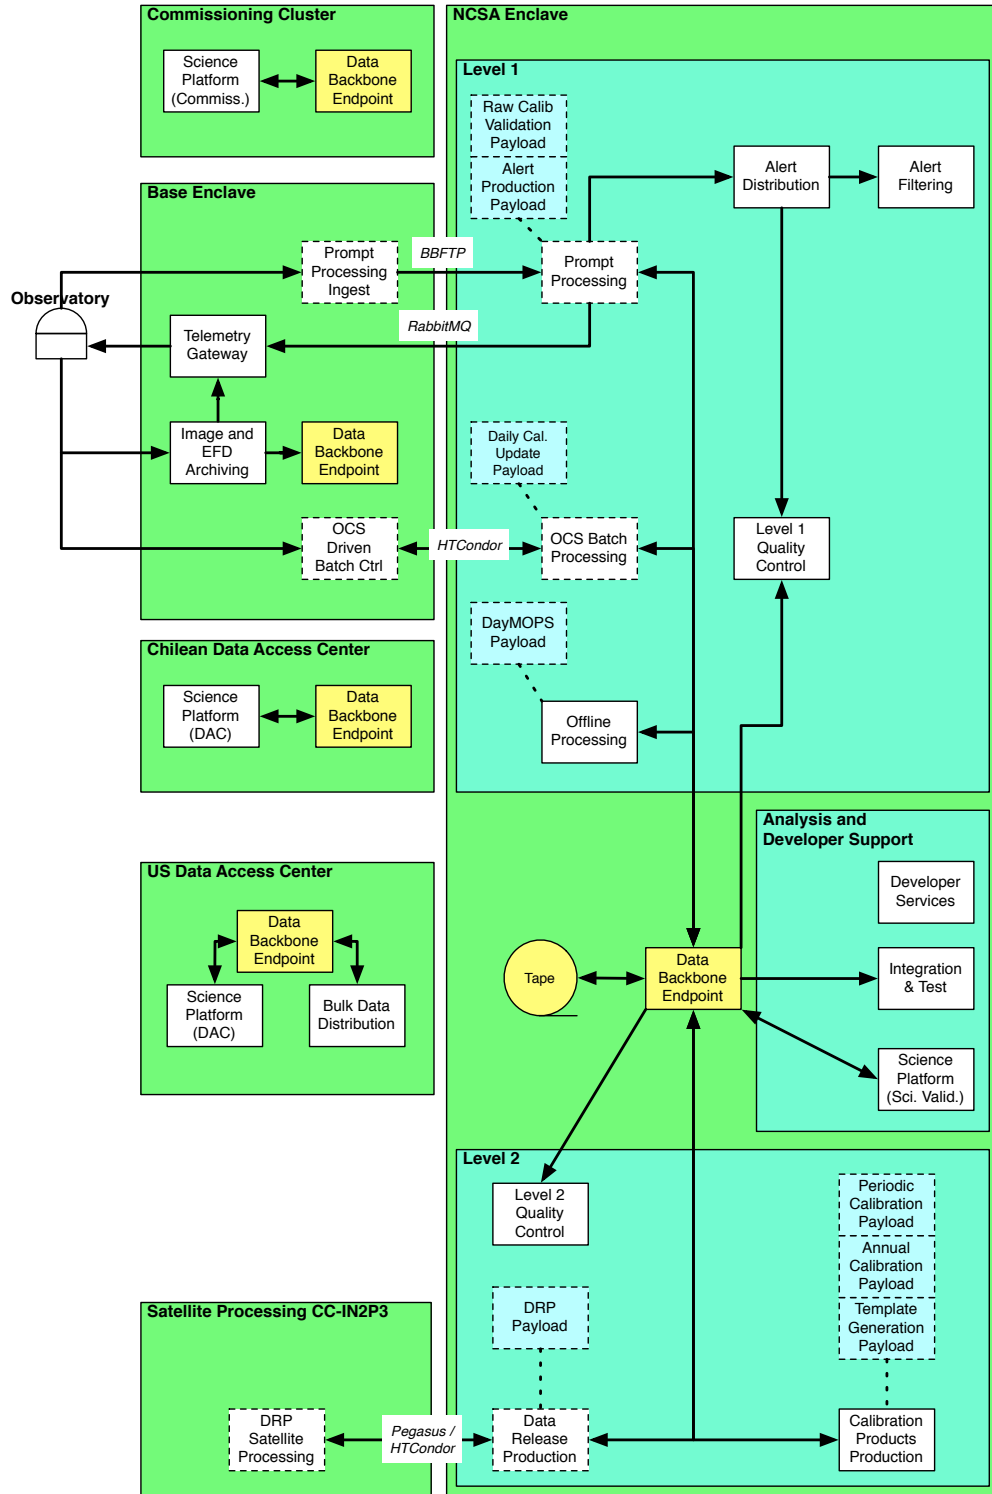 Commissioning Cluster
Science
Platform
(Commiss.)
Data
Backbone
Endpoint
Base Enclave
Prompt
Processing
Ingest
Observatory
Telemetry
Gateway
Image and
EFD
Archiving
Data
Backbone
Endpoint
OCS
Driven
Batch Ctrl
BBFTP
RabbitMQ
HTCondor
Chilean Data Access Center
Science
Platform
(DAC)
Data
Backbone
Endpoint
US Data Access Center
Data
Backbone
Endpoint
Science
Platform
(DAC)
Bulk Data
Distribution
Satellite Processing CC-IN2P3
DRP
Satellite
Processing
Pegasus /
HTCondor
NCSA Enclave
Level 1
Raw Calib
Validation
Payload
Alert
Production
Payload
Prompt
Processing
Alert
Distribution
Alert
Filtering
Daily Cal.
Update
Payload
OCS Batch
Processing
Level 1
Quality
Control
DayMOPS
Payload
Offline
Processing
Analysis and
Developer Support
Developer
Services
Tape
Data
Backbone
Endpoint
Integration
& Test
Science
Platform
(Sci. Valid.)
Level 2
Level 2
Quality
Control
Periodic
Calibration
Payload
Annual
Calibration
Payload
Template
Generation
Payload
DRP
Payload
Data
Release
Production
Calibration
Products
Production